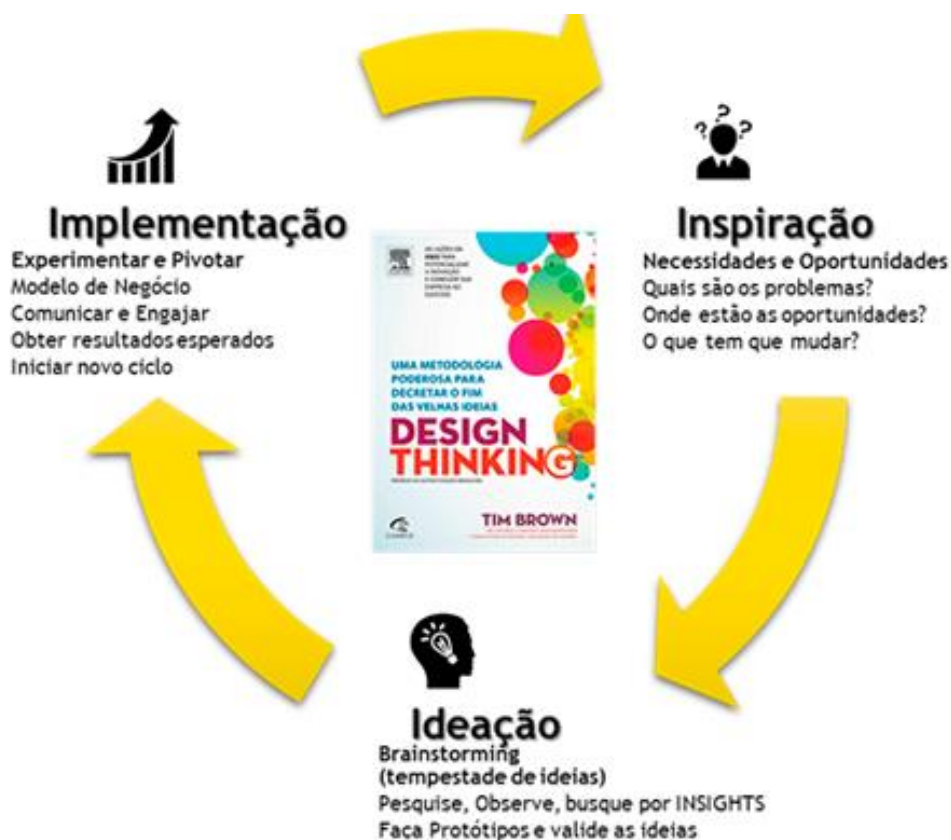 Implementação
Experimentar e Pivotar
Modelo de Negócio
Comunicar e Engajar
Obter resultados esperados
Iniciar novo ciclo
? ? ?
Inspiração
Necessidades e Oportunidades
Quais são os problemas?
Onde estão as oportunidades?
O que tem que mudar?
UMA METODOLOGIA
PODEROSA PARA
DECRETAR O FIM
DAS VELHAS IDEIAS
DESIGN
THINKING
TIM BROWN
Ideação
Brainstorming
(tempestade de ideias)
Pesquise, Observe, busque por INSIGHTS
Faça Protótipos e valide as ideias